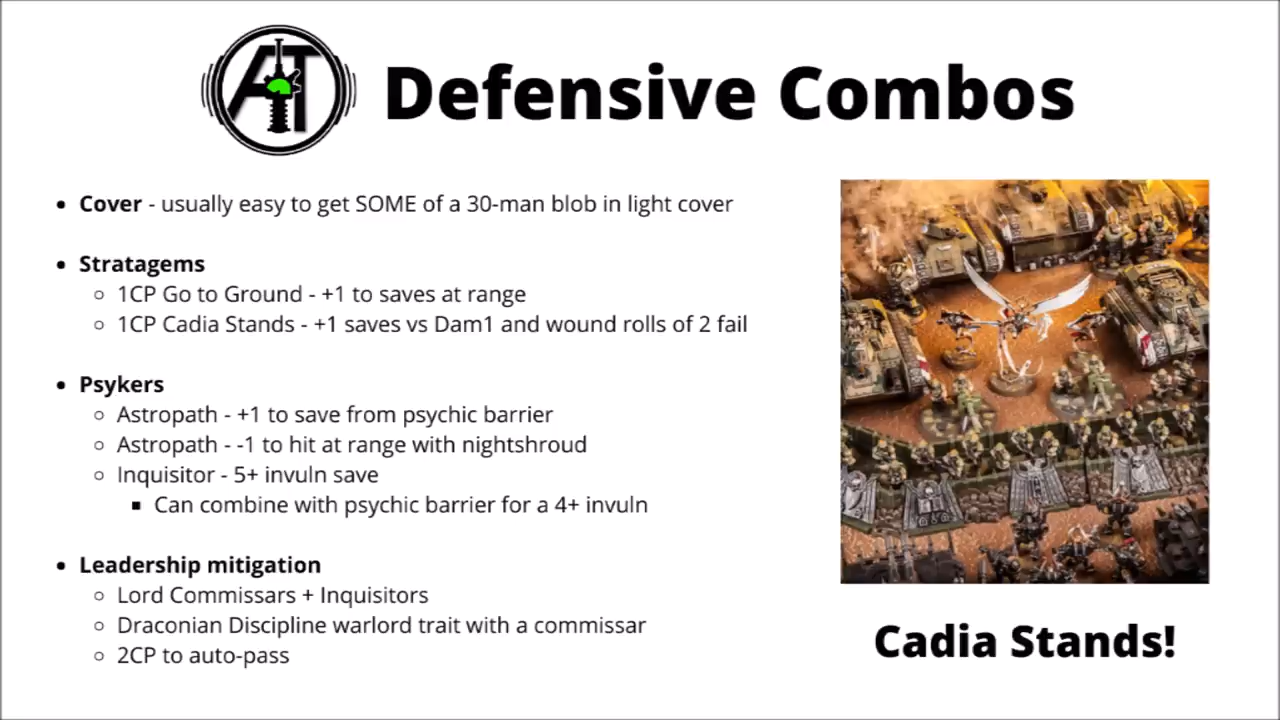 AT
Defensive Combos
• Cover - usually easy to get SOME of a 30-man blob in light cover
• Stratagems
○ 1CP Go to Ground - +1 to saves at range
○ 1CP Cadia Stands - +1 saves vs Dam1 and wound rolls of 2 fail
• Psykers
○ Astropath - +1 to save from psychic barrier
○ Astropath - -1 to hit at range with nightshroud
○ Inquisitor - 5+ invuln save
▪ Can combine with psychic barrier for a 4+ invuln
• Leadership mitigation
○ Lord Commissars + Inquisitors
○ Draconian Discipline warlord trait with a commissar
○ 2CP to auto-pass
Cadia Stands!